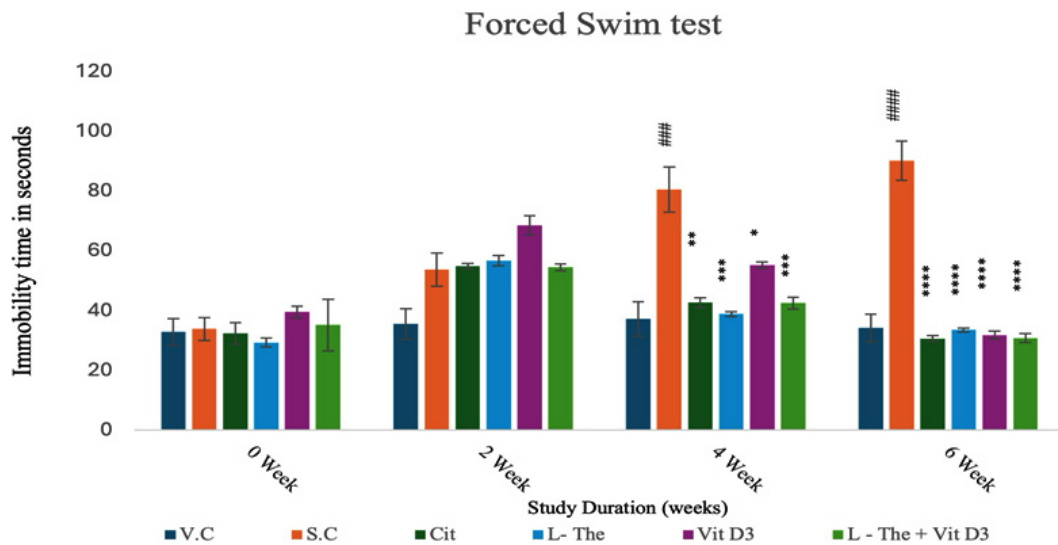 Forced Swim test
Immobility time in seconds
120
100
80
60
40
20
0
###
**
***
*
***
####
****
****
****
****
0 Week
2 Week
4 Week
6 Week
Study Duration (weeks)
V.C
S.C
Cit
L- The
Vit D3
L - The + Vit D3